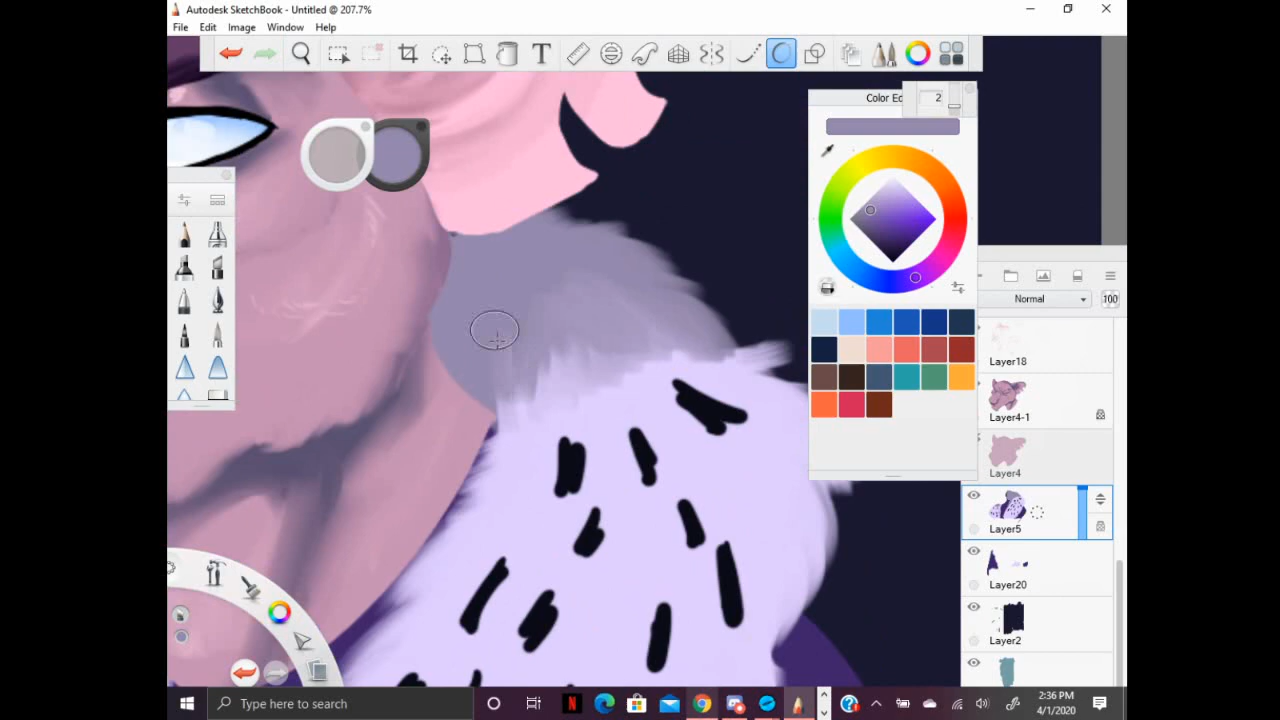 Autodesk SketchBook - Untitled @ 207.7%
File Edit Image Window Help
T
Color Ed
2
Normal
100
Layer18
Layer4-1
Layer4
Layer5
Layer20
Layer2
Type here to search
2:36 PM
4/1/2020